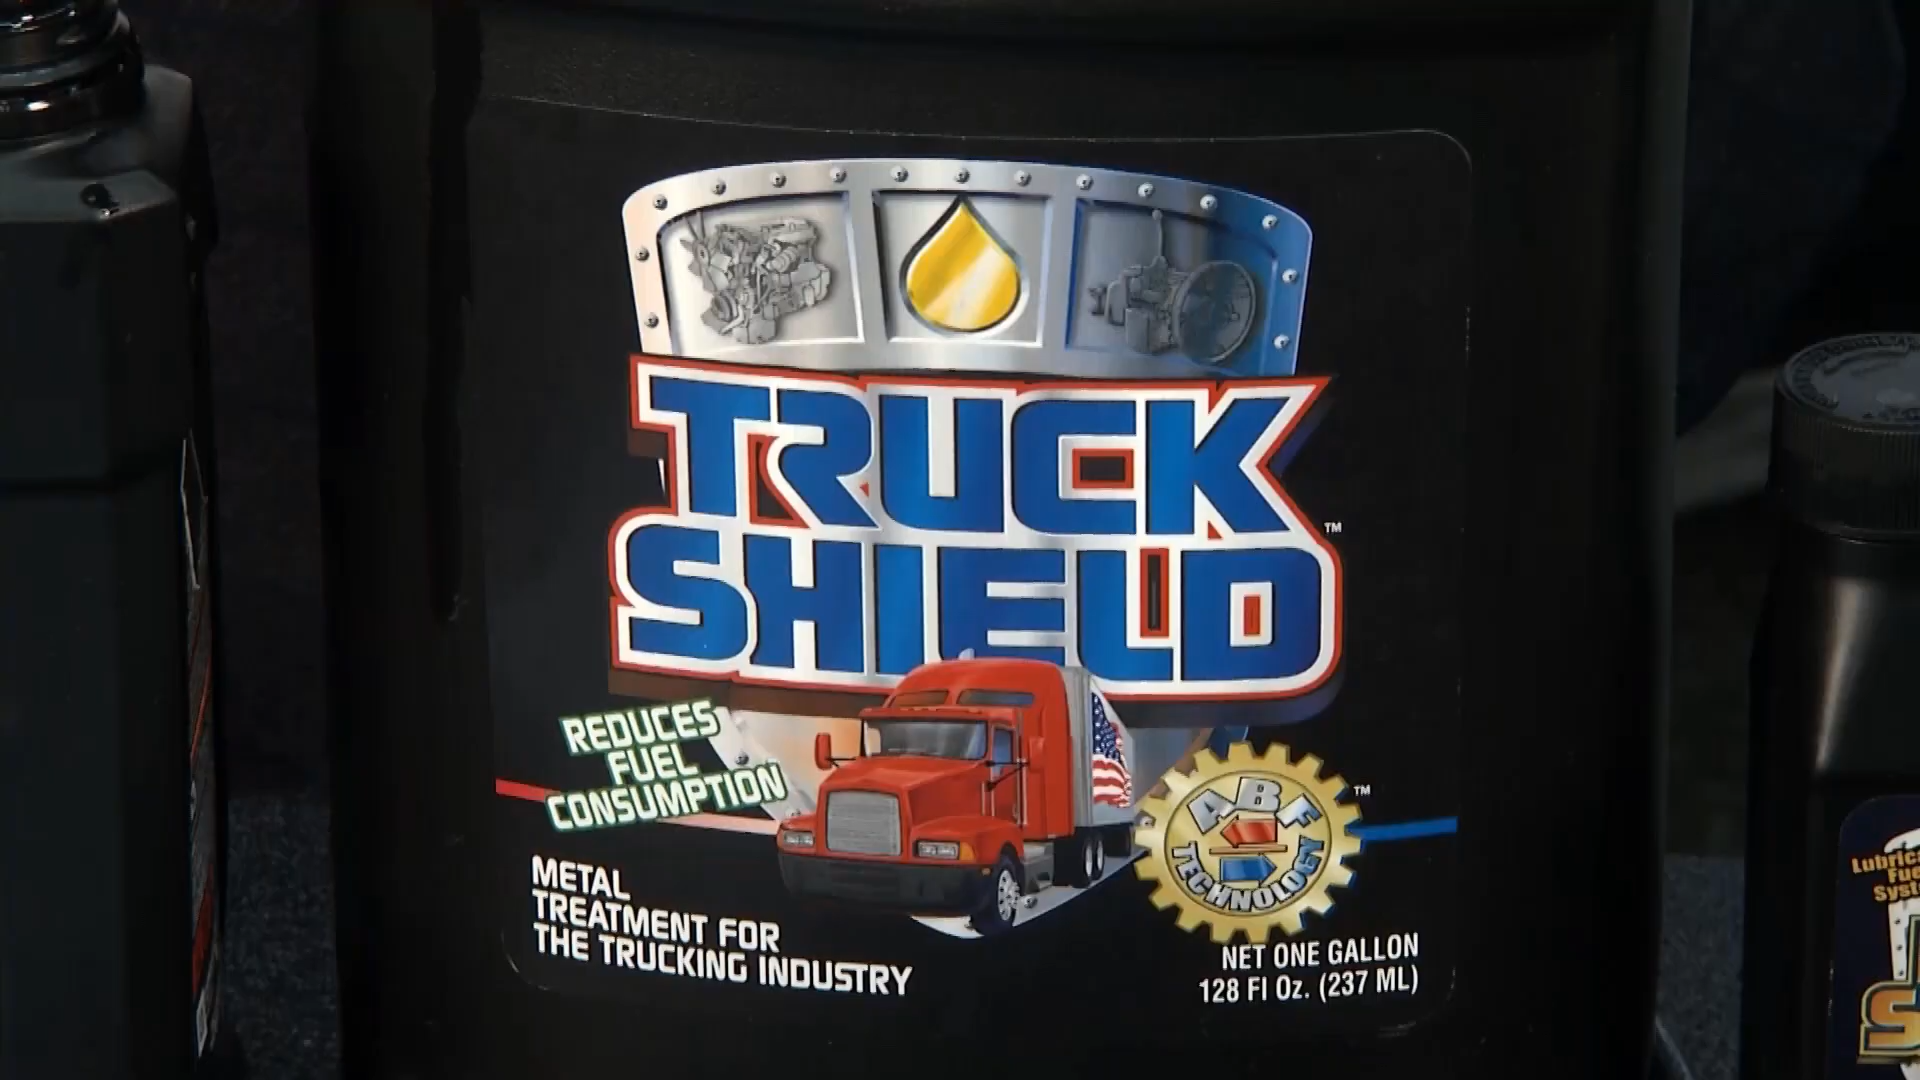 TRUCK
SHIELD
™
REDUCES
FUEL
CONSUMPTION
METAL
TREATMENT FOR
THE TRUCKING INDUSTRY
ABF
TECHNOLOGY
™
NET ONE GALLON
128 Fl Oz. (237 ML)